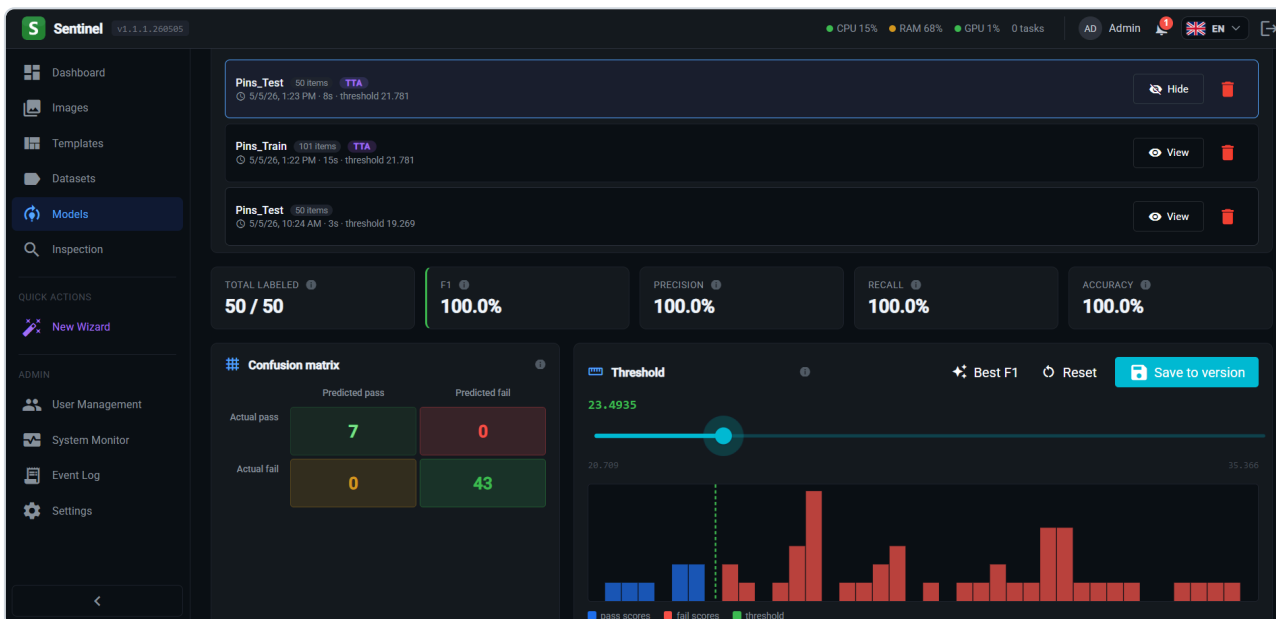 S Sentinel v1.1.1.260505
CPU 15% RAM 68% GPU 1% 0 tasks AD Admin 1 EN
Dashboard
Images
Templates
Datasets
Models
Inspection
QUICK ACTIONS
New Wizard
ADMIN
User Management
System Monitor
Event Log
Settings
Pins_Test 50 items TTA
5/5/26, 1:23 PM · 8s · threshold 21.781
Hide
Pins_Train 101 items TTA
5/5/26, 1:22 PM · 15s · threshold 21.781
View
Pins_Test 50 items
5/5/26, 10:24 AM · 3s · threshold 19.269
View
TOTAL LABELED
50 / 50
F1
100.0%
PRECISION
100.0%
RECALL
100.0%
ACCURACY
100.0%
Confusion matrix
Predicted pass Predicted fail
Actual pass 7 0
Actual fail 0 43
Threshold Best F1 Reset Save to version
23.4935
20.709 35.366
pass scores fail scores threshold